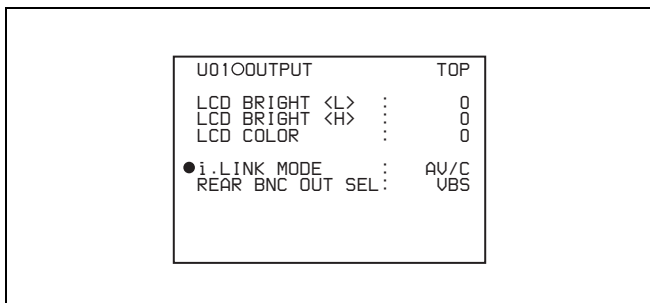 U01○OUTPUT TOP
LCD BRIGHT <L> : 0
LCD BRIGHT <H> : 0
LCD COLOR : 0
●i.LINK MODE : AV/C
REAR BNC OUT SEL: VBS